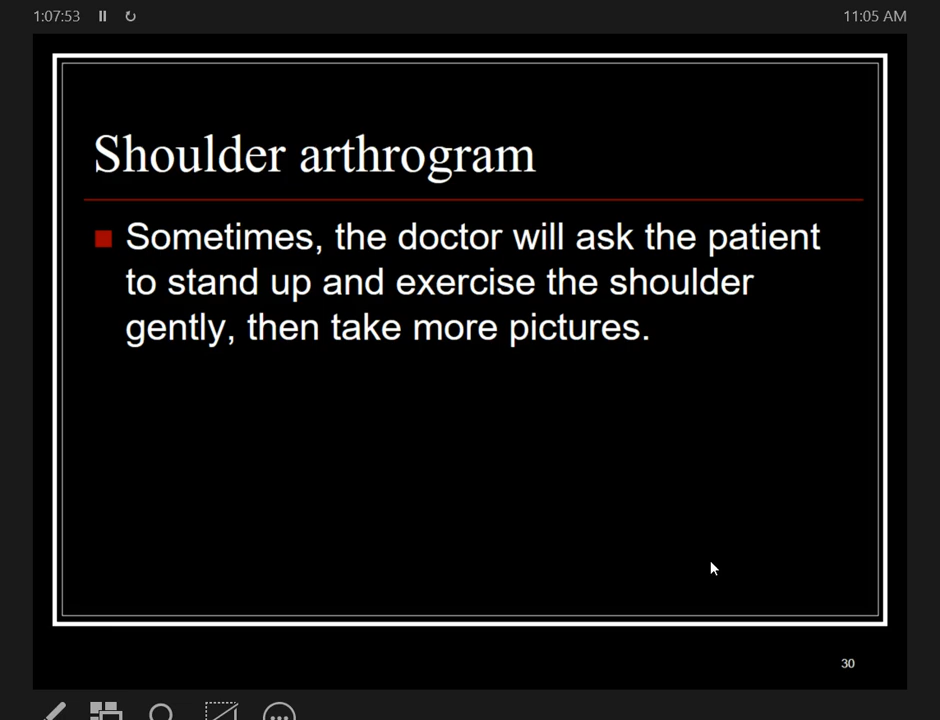 1:07:53 11:05 AM
Shoulder arthrogram
Sometimes, the doctor will ask the patient
to stand up and exercise the shoulder
gently, then take more pictures.
30